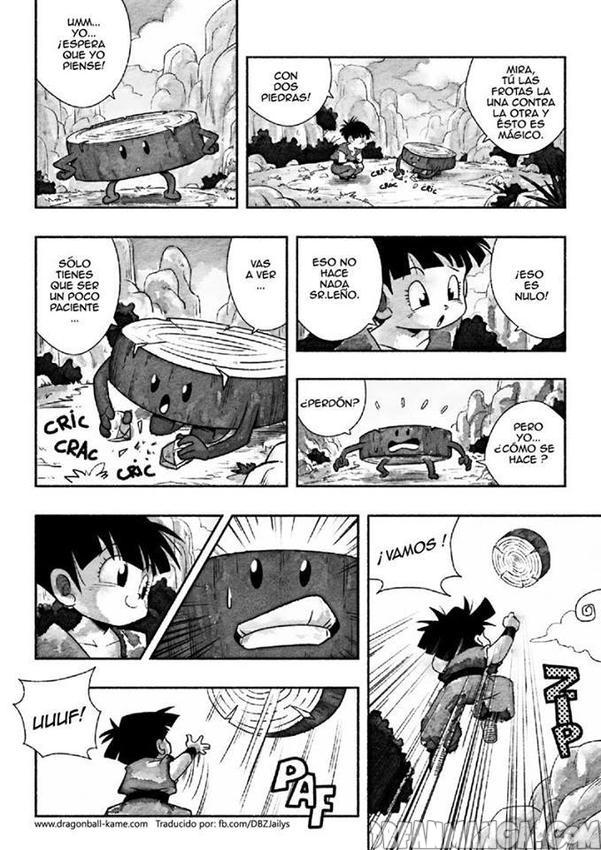 MIRA,
TÚ LAS
FROTAS LA
UNA CONTRA
LA OTRA Y
ÉSTO ES
MÁGICO.
CON
DOS
PIEDRAS!
CRAC
CRAC
CRIC
UMM...
YO...
¡ESPERA
QUE YO
PIENSE!
¡ESO
ES
NULO!
ESO NO
HACE
NADA
SR.LEÑO.
PERO
YO...
¿CÓMO SE
HACE ?
¿PERDÓN?
VAS
A VER
...
SÓLO
TIENES
QUE SER
UN POCO
PACIENTE
...
CRIC
CRAC
CRIC
¡VAMOS !
ZIP
UUUF!
PAF
www.dragonball-kame.com Traducido por: fb.com/DBZJailys